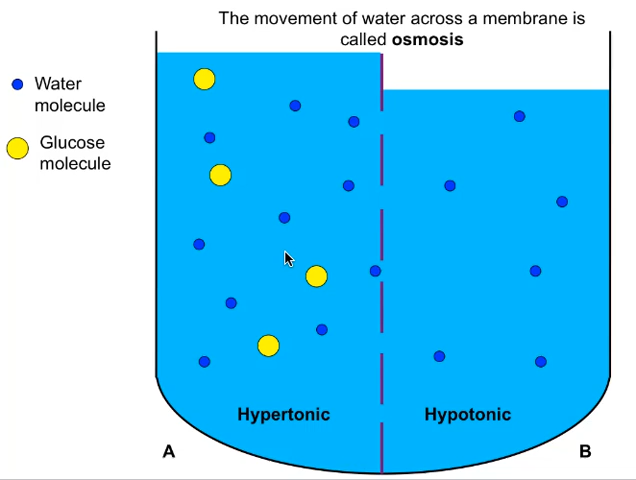 The movement of water across a membrane is
called osmosis
Water
molecule
Glucose
molecule
Hypertonic
Hypotonic
A
B